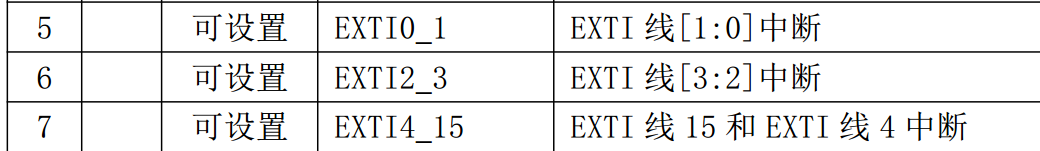 5 可设置 EXTI0_1 EXTI 线[1:0]中断
6 可设置 EXTI2_3 EXTI 线[3:2]中断
7 可设置 EXTI4_15 EXTI 线 15 和 EXTI 线 4 中断